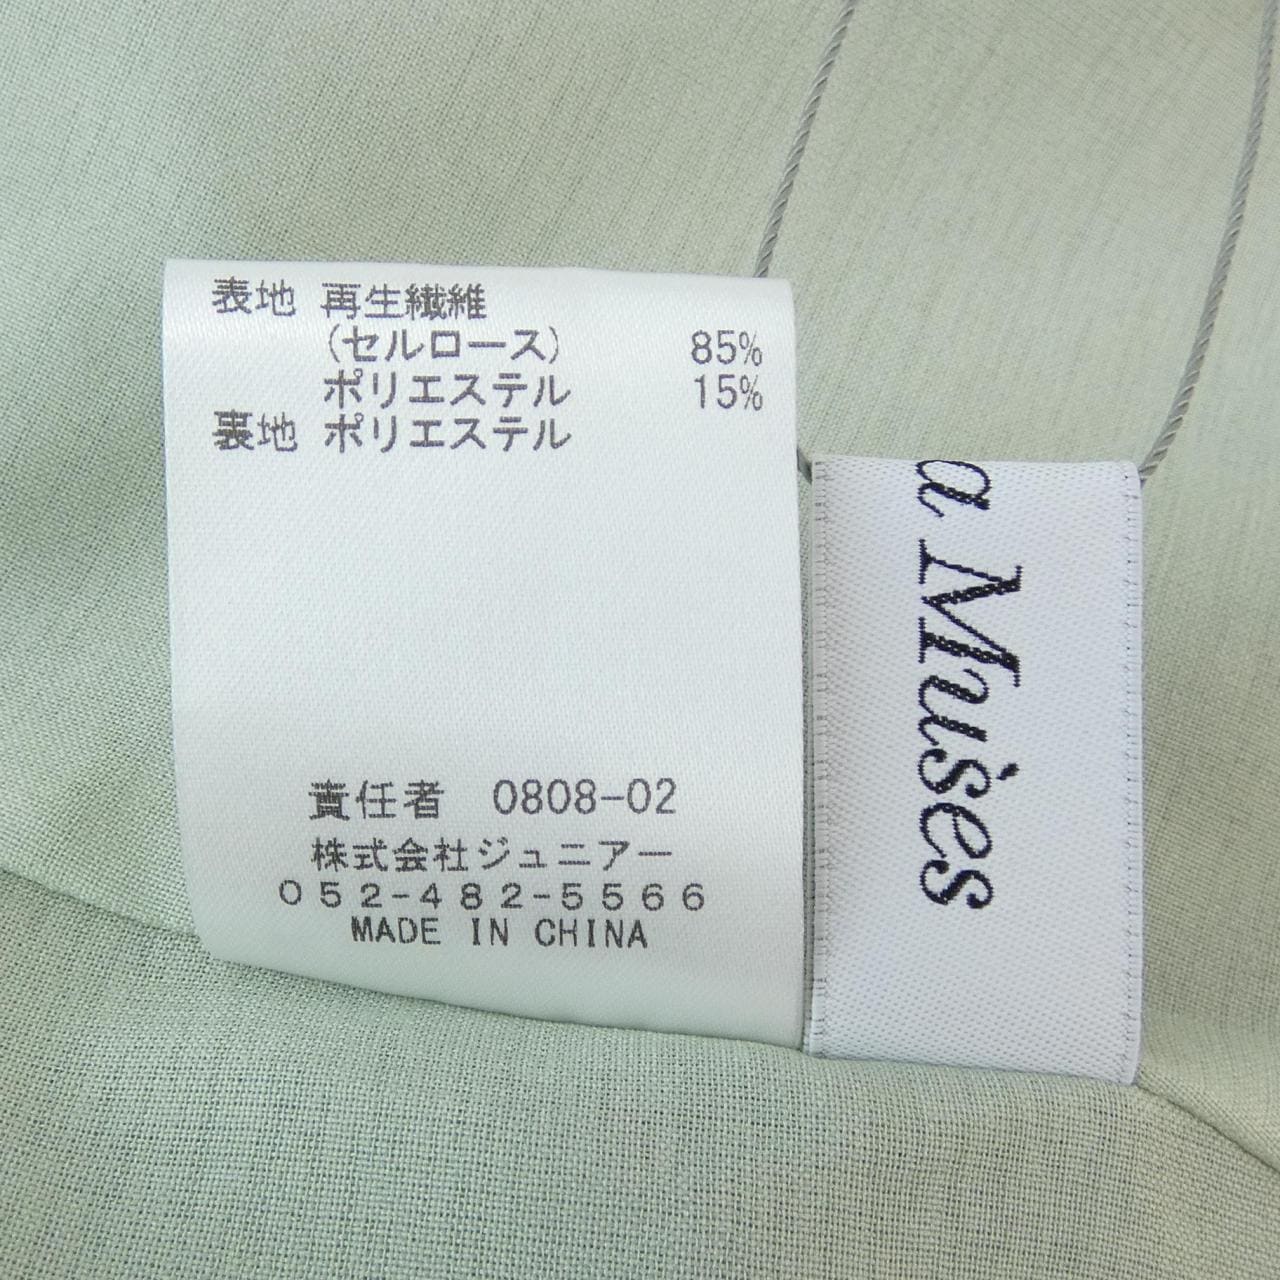 表地 再生繊維
(セルロース) 85%
ポリエステル 15%
裏地 ポリエステル
責任者 0808-02
株式会社ジュニアー
052-482-5566
MADE IN CHINA
a Muses